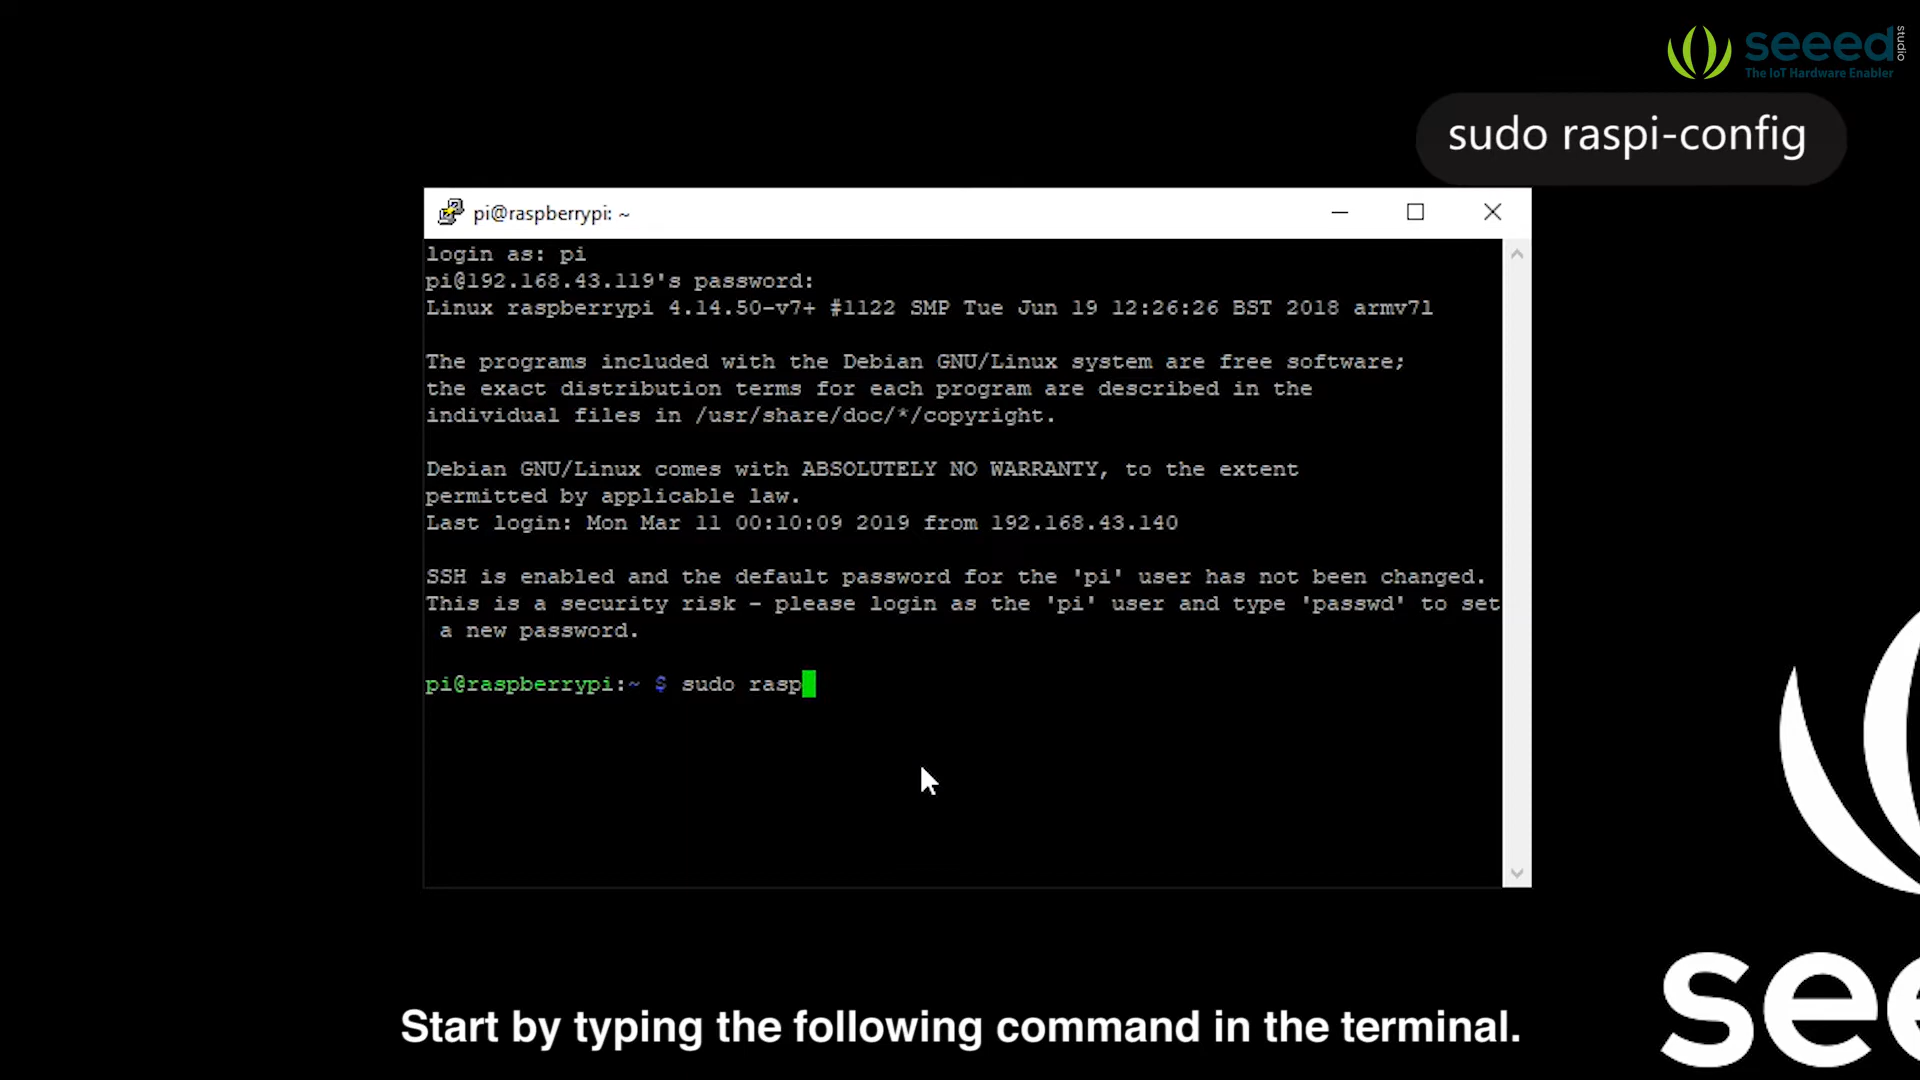 seeed
studio
The IoT Hardware Enabler
sudo raspi-config
pi@raspberrypi: ~
login as: pi
pi@192.168.43.119's password:
Linux raspberrypi 4.14.50-v7+ #1122 SMP Tue Jun 19 12:26:26 BST 2018 armv7l

The programs included with the Debian GNU/Linux system are free software;
the exact distribution terms for each program are described in the
individual files in /usr/share/doc/*/copyright.

Debian GNU/Linux comes with ABSOLUTELY NO WARRANTY, to the extent
permitted by applicable law.
Last login: Mon Mar 11 00:10:09 2019 from 192.168.43.140

SSH is enabled and the default password for the 'pi' user has not been changed.
This is a security risk - please login as the 'pi' user and type 'passwd' to set
a new password.

pi@raspberrypi:~ $ sudo rasp
Start by typing the following command in the terminal.
see